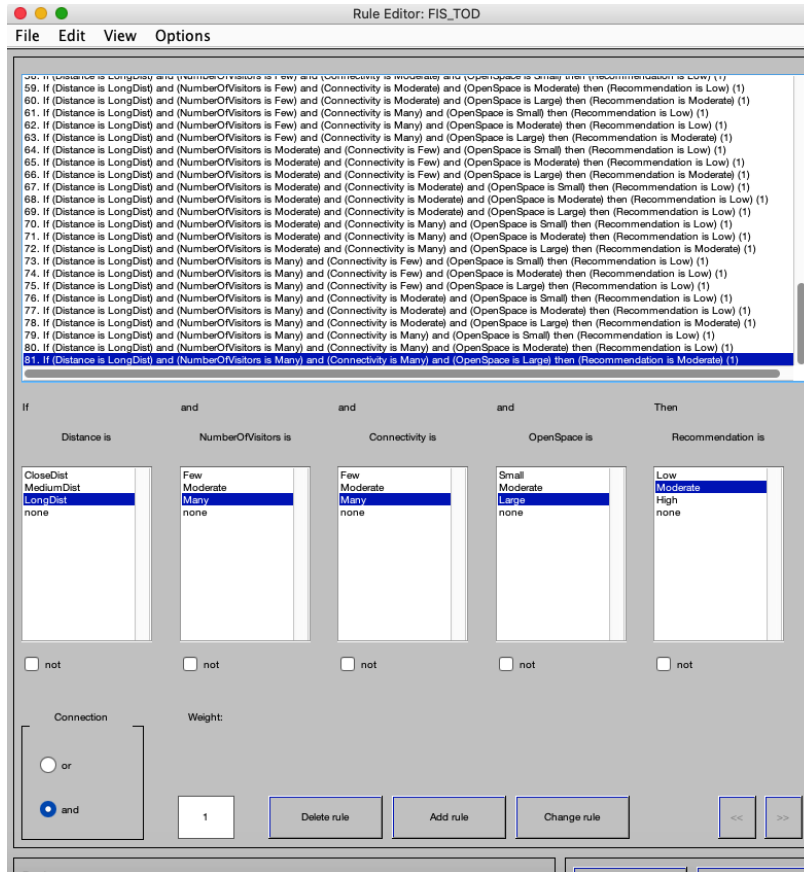 Rule Editor: FIS_TOD
File Edit View Options
58. If (Distance is LongDist) and (NumberOfVisitors is Few) and (Connectivity is Moderate) and (OpenSpace is Small) then (Recommendation is Low) (1)
59. If (Distance is LongDist) and (NumberOfVisitors is Few) and (Connectivity is Moderate) and (OpenSpace is Moderate) then (Recommendation is Low) (1)
60. If (Distance is LongDist) and (NumberOfVisitors is Few) and (Connectivity is Moderate) and (OpenSpace is Large) then (Recommendation is Moderate) (1)
61. If (Distance is LongDist) and (NumberOfVisitors is Few) and (Connectivity is Many) and (OpenSpace is Small) then (Recommendation is Low) (1)
62. If (Distance is LongDist) and (NumberOfVisitors is Few) and (Connectivity is Many) and (OpenSpace is Moderate) then (Recommendation is Low) (1)
63. If (Distance is LongDist) and (NumberOfVisitors is Few) and (Connectivity is Many) and (OpenSpace is Large) then (Recommendation is Moderate) (1)
64. If (Distance is LongDist) and (NumberOfVisitors is Moderate) and (Connectivity is Few) and (OpenSpace is Small) then (Recommendation is Low) (1)
65. If (Distance is LongDist) and (NumberOfVisitors is Moderate) and (Connectivity is Few) and (OpenSpace is Moderate) then (Recommendation is Low) (1)
66. If (Distance is LongDist) and (NumberOfVisitors is Moderate) and (Connectivity is Few) and (OpenSpace is Large) then (Recommendation is Moderate) (1)
67. If (Distance is LongDist) and (NumberOfVisitors is Moderate) and (Connectivity is Moderate) and (OpenSpace is Small) then (Recommendation is Low) (1)
68. If (Distance is LongDist) and (NumberOfVisitors is Moderate) and (Connectivity is Moderate) and (OpenSpace is Moderate) then (Recommendation is Low) (1)
69. If (Distance is LongDist) and (NumberOfVisitors is Moderate) and (Connectivity is Moderate) and (OpenSpace is Large) then (Recommendation is Low) (1)
70. If (Distance is LongDist) and (NumberOfVisitors is Moderate) and (Connectivity is Many) and (OpenSpace is Small) then (Recommendation is Low) (1)
71. If (Distance is LongDist) and (NumberOfVisitors is Moderate) and (Connectivity is Many) and (OpenSpace is Moderate) then (Recommendation is Low) (1)
72. If (Distance is LongDist) and (NumberOfVisitors is Moderate) and (Connectivity is Many) and (OpenSpace is Large) then (Recommendation is Moderate) (1)
73. If (Distance is LongDist) and (NumberOfVisitors is Many) and (Connectivity is Few) and (OpenSpace is Small) then (Recommendation is Low) (1)
74. If (Distance is LongDist) and (NumberOfVisitors is Many) and (Connectivity is Few) and (OpenSpace is Moderate) then (Recommendation is Low) (1)
75. If (Distance is LongDist) and (NumberOfVisitors is Many) and (Connectivity is Few) and (OpenSpace is Large) then (Recommendation is Low) (1)
76. If (Distance is LongDist) and (NumberOfVisitors is Many) and (Connectivity is Moderate) and (OpenSpace is Small) then (Recommendation is Low) (1)
77. If (Distance is LongDist) and (NumberOfVisitors is Many) and (Connectivity is Moderate) and (OpenSpace is Moderate) then (Recommendation is Low) (1)
78. If (Distance is LongDist) and (NumberOfVisitors is Many) and (Connectivity is Moderate) and (OpenSpace is Large) then (Recommendation is Moderate) (1)
79. If (Distance is LongDist) and (NumberOfVisitors is Many) and (Connectivity is Many) and (OpenSpace is Small) then (Recommendation is Low) (1)
80. If (Distance is LongDist) and (NumberOfVisitors is Many) and (Connectivity is Many) and (OpenSpace is Moderate) then (Recommendation is Low) (1)
81. If (Distance is LongDist) and (NumberOfVisitors is Many) and (Connectivity is Many) and (OpenSpace is Large) then (Recommendation is Moderate) (1)
If and and and Then
Distance is NumberOfVisitors is Connectivity is OpenSpace is Recommendation is
CloseDist Few Few Small Low
MediumDist Moderate Moderate Moderate Moderate
LongDist Many Many Large High
none none none none none
not not not not not
Connection Weight:
or
and 1 Delete rule Add rule Change rule << >>